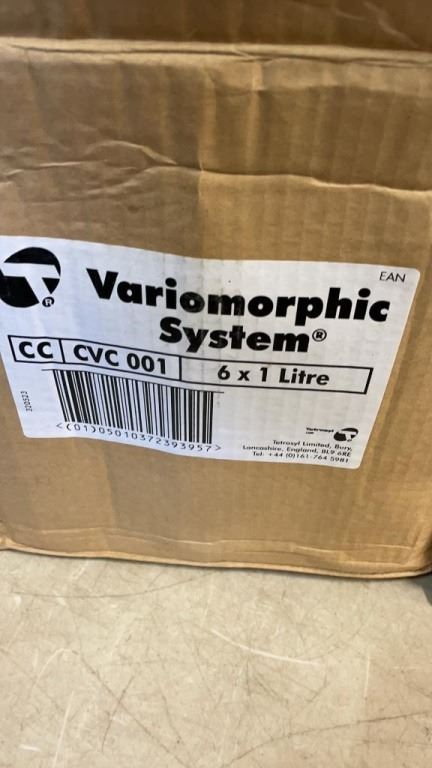 EAN
Variomorphic
System®
CC CVC 001 6 x 1 Litre
<(01)05010372393957>
Tetrosyl Limited, Bury,
Lancashire, England, BL9 6RE
Tel: +44 (0)161-764 5981